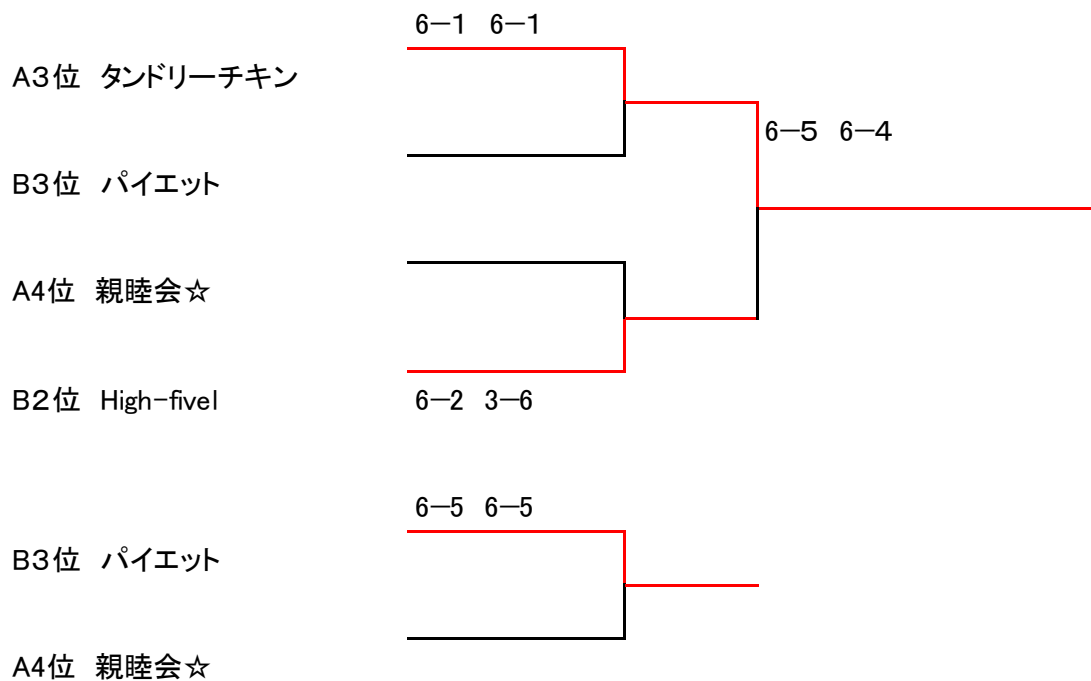 6－1　6－1
A３位　タンドリーチキン
6－５　6－４
B３位　パイエット
A4位　親睦会☆
B２位　High-fivel
6－2　3－6
6－5　6－5
B３位　パイエット
A4位　親睦会☆